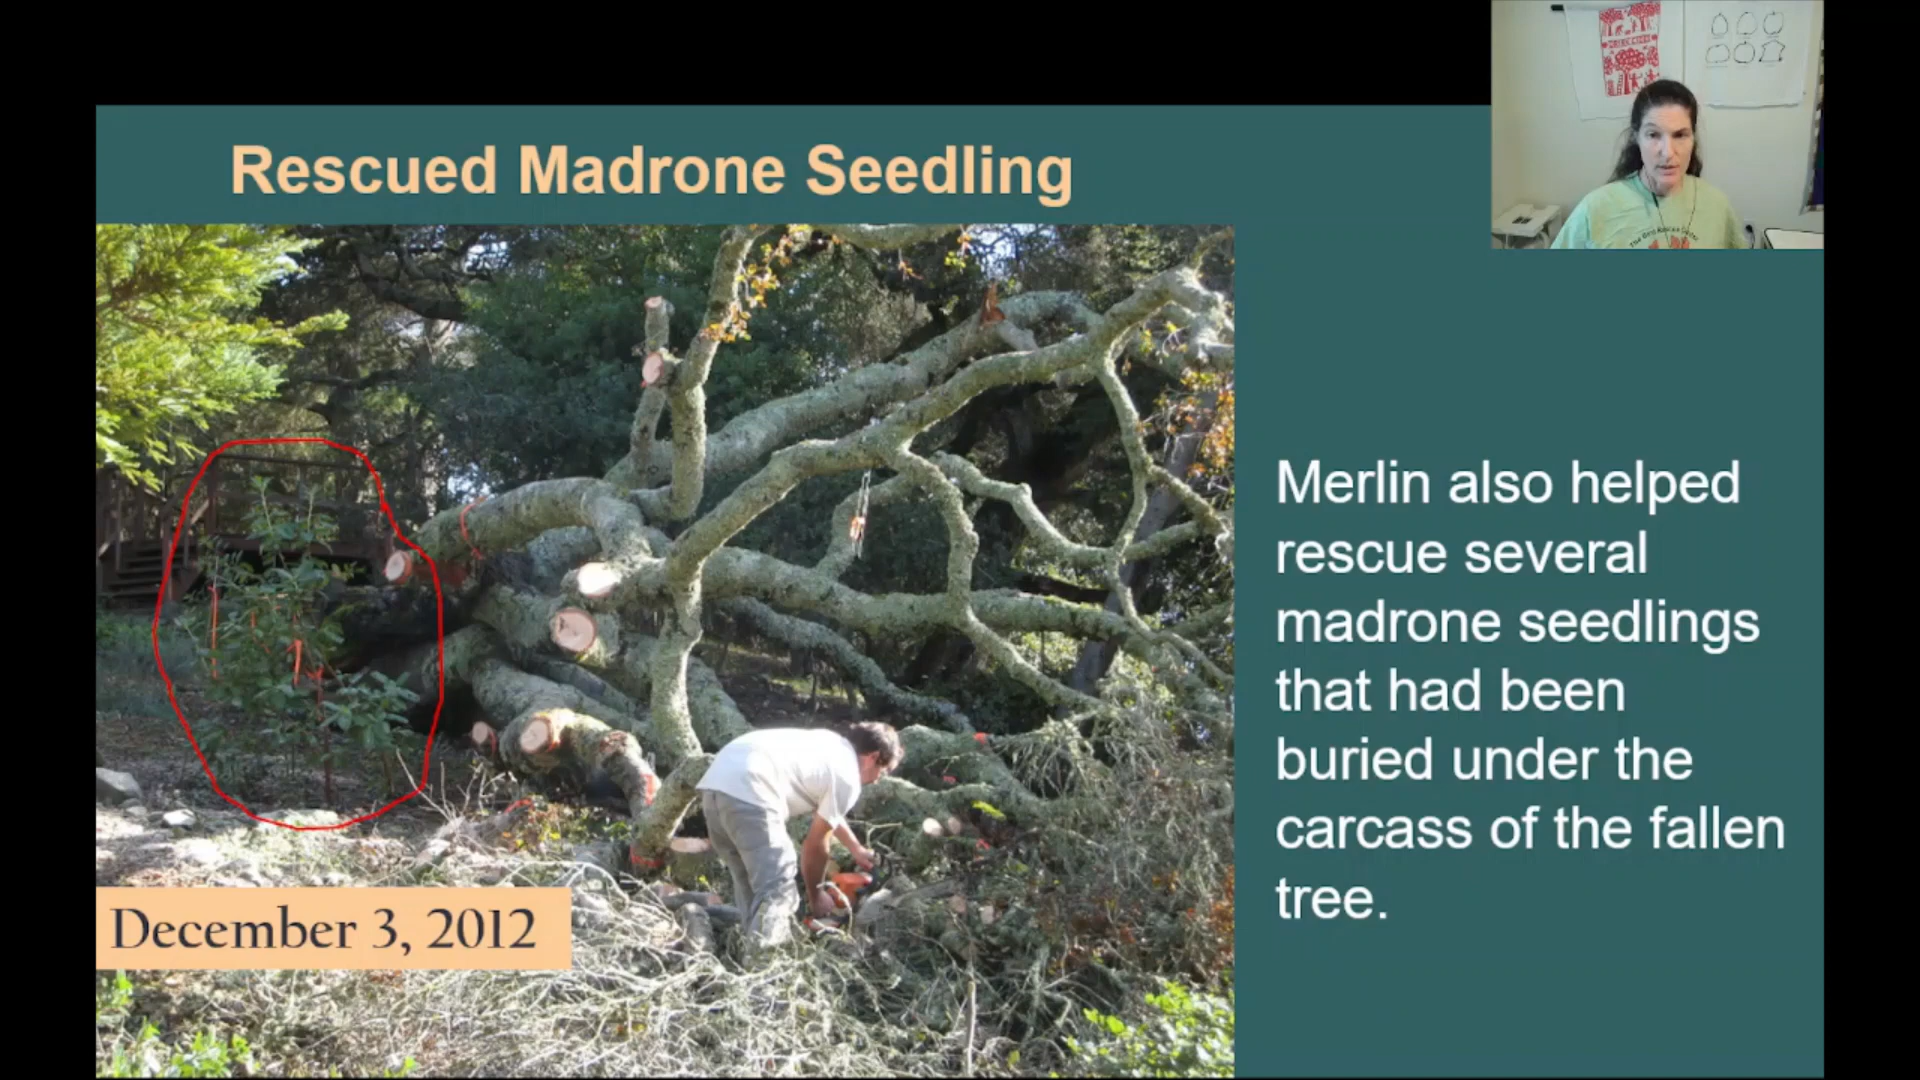 Rescued Madrone Seedling
Merlin also helped
rescue several
madrone seedlings
that had been
buried under the
carcass of the fallen
tree.
December 3, 2012